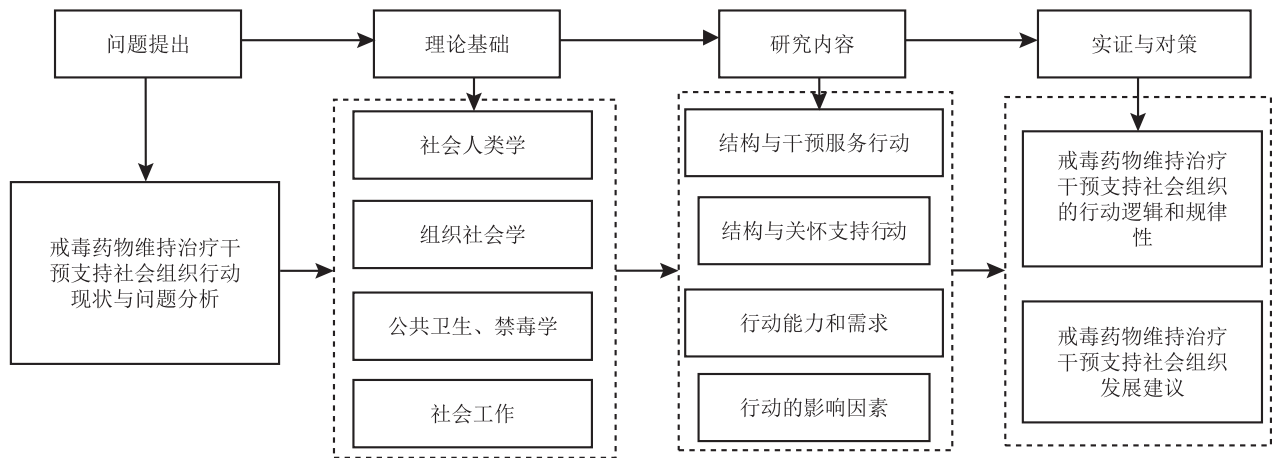 问题提出
理论基础
研究内容
实证与对策
戒毒药物维持治疗干
预支持社会组织行动
现状与问题分析
社会人类学
组织社会学
公共卫生、禁毒学
社会工作
结构与干预服务行动
结构与关怀支持行动
行动能力和需求
行动的影响因素
戒毒药物维持治疗
干预支持社会组织
的行动逻辑和规律
性
戒毒药物维持治疗
干预支持社会组织
发展建议